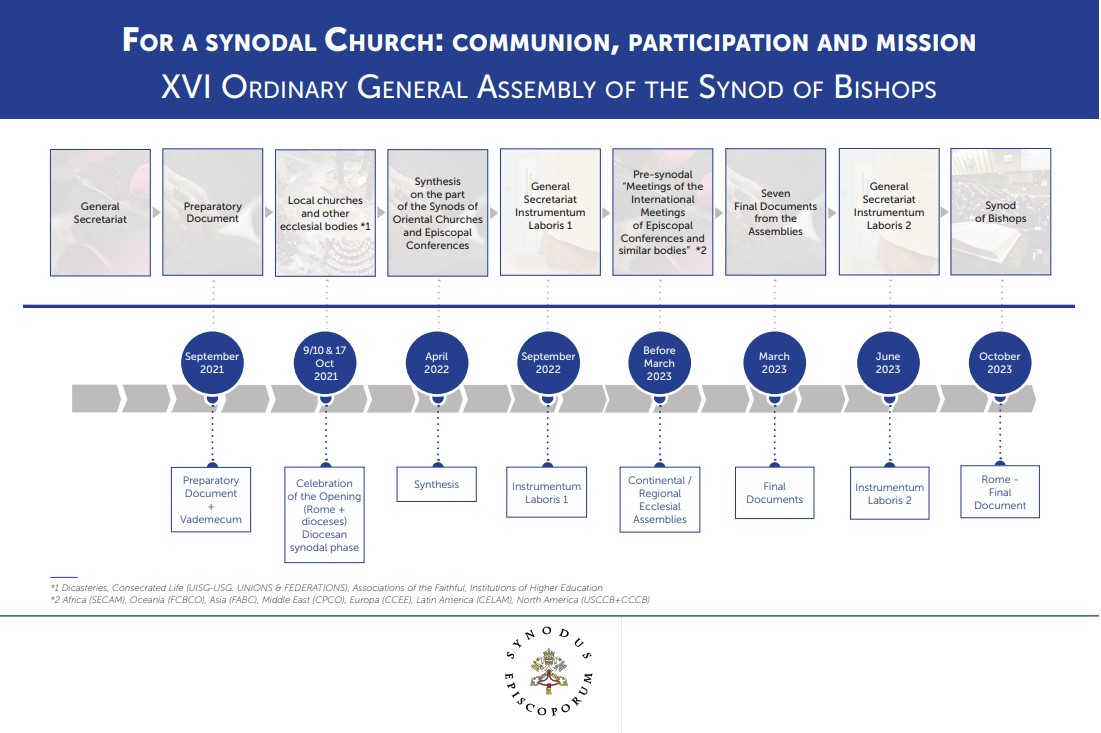 For a synodal Church: communion, participation and mission
XVI Ordinary General Assembly of the Synod of Bishops
General
Secretariat
Preparatory
Document
Local churches
and other
ecclesial bodies *1
Synthesis
on the part
of the Synods of
Oriental Churches
and Episcopal
Conferences
General
Secretariat
Instrumentum
Laboris 1
Pre-synodal
"Meetings of the
International
Meetings
of Episcopal
Conferences and
similar bodies" *2
Seven
Final Documents
from the
Assemblies
General
Secretariat
Instrumentum
Laboris 2
Synod
of Bishops
September
2021
9/10 & 17
Oct
2021
April
2022
September
2022
Before
March
2023
March
2023
June
2023
October
2023
Preparatory
Document
+
Vademecum
Celebration
of the Opening
(Rome +
dioceses)
Diocesan
synodal phase
Synthesis
Instrumentum
Laboris 1
Continental /
Regional
Ecclesial
Assemblies
Final
Documents
Instrumentum
Laboris 2
Rome -
Final
Document
*1 Dicasteries, Consecrated Life (UISG-USG. UNIONS & FEDERATIONS), Associations of the Faithful, Institutions of Higher Education
*2 Africa (SECAM), Oceania (FCBCO), Asia (FABC), Middle East (CPCO), Europa (CCEE), Latin America (CELAM), North America (USCCB+CCCB)
SYNODUS
EPISCOPORUM